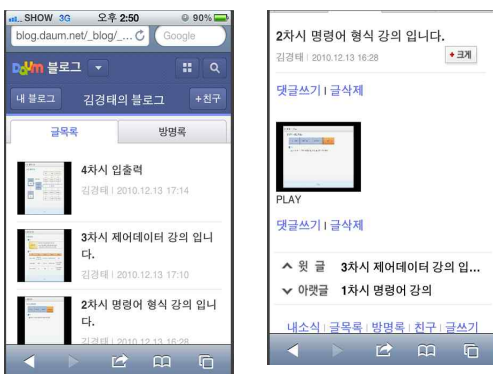 SHOW 3G 오후 2:50 90%
blog.daum.net/_blog/_... Google
Daum 블로그
내 블로그 김경태의 블로그 +친구
글목록 방명록
4차시 입출력
김경태 | 2010.12.13 17:14
3차시 제어데이터 강의 입니
다.
김경태 | 2010.12.13 17:10
2차시 명령어 형식 강의 입니
다.
김경태 | 2010.12.13 16:28
2차시 명령어 형식 강의 입니다.
김경태 | 2010.12.13 16:28 +크게
댓글쓰기 | 글삭제
PLAY
댓글쓰기 | 글삭제
윗 글 3차시 제어데이터 강의 입...
아랫글 1차시 명령어 강의
내소식 | 글목록 | 방명록 | 친구 | 글쓰기